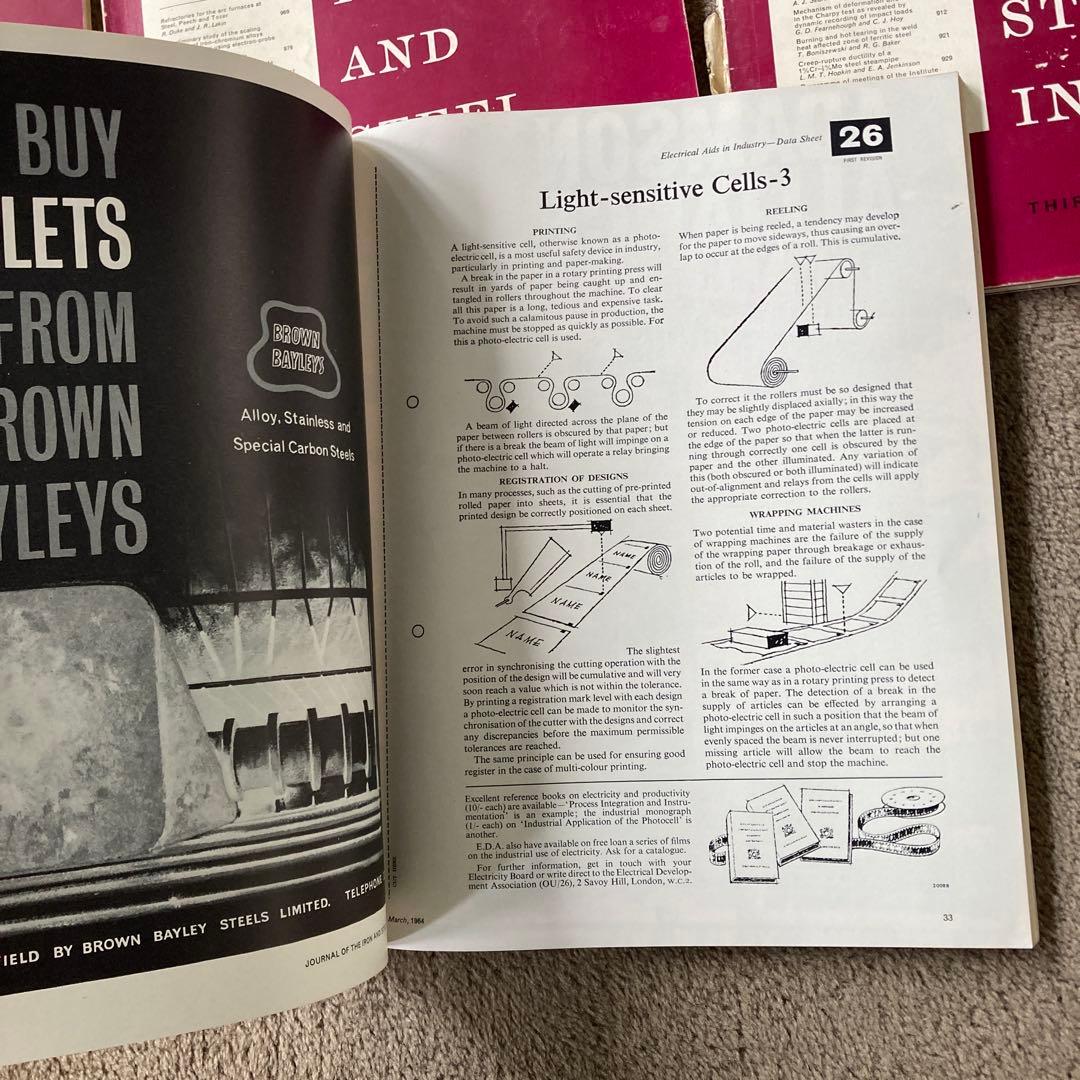 Refractories for the arc furnaces at
Steel, Peech and Tozer
R. Duke and J. R. Lakin
969
study of the scaling
iron-chromium alloys
using electron-probe
979
AND
STEEL
A. J.
Mechanism of deformation and
in the Charpy test as revealed by
dynamic recording of impact loads
G. D. Fearnehough and C. J. Hoy
912
Burning and hot tearing in the weld
heat affected zone of ferritic steel
T. Boniszewski and R. G. Baker
921
Creep-rupture ductility of a
1%Cr–½%Mo steel steampipe
L. M. T. Hopkin and E. A. Jenkinson
929
of meetings of the Institute
ST
IN
THIR
BUY
LETS
FROM
ROWN
YLEYS
BROWN
BAYLEYS
Alloy, Stainless and
Special Carbon Steels
IELD BY BROWN BAYLEY STEELS LIMITED. TELEPHONE
JOURNAL OF THE IRON AND
Electrical Aids in Industry—Data Sheet
26
FIRST REVISION
Light-sensitive Cells-3
PRINTING
A light-sensitive cell, otherwise known as a photo-
electric cell, is a most useful safety device in industry,
particularly in printing and paper-making.
A break in the paper in a rotary printing press will
result in yards of paper being caught up and en-
tangled in rollers throughout the machine. To clear
all this paper is a long, tedious and expensive task.
To avoid such a calamitous pause in production, the
machine must be stopped as quickly as possible. For
this a photo-electric cell is used.
A beam of light directed across the plane of the
paper between rollers is obscured by that paper; but
if there is a break the beam of light will impinge on a
photo-electric cell which will operate a relay bringing
the machine to a halt.
REGISTRATION OF DESIGNS
In many processes, such as the cutting of pre-printed
rolled paper into sheets, it is essential that the
printed design be correctly positioned on each sheet.
NAME
NAME
NAME
NAME
The slightest
error in synchronising the cutting operation with the
position of the design will be cumulative and will very
soon reach a value which is not within the tolerance.
By printing a registration mark level with each design
a photo-electric cell can be made to monitor the syn-
chronisation of the cutter with the designs and correct
any discrepancies before the maximum permissible
tolerances are reached.
The same principle can be used for ensuring good
register in the case of multi-colour printing.
REELING
When paper is being reeled, a tendency may develop
for the paper to move sideways, thus causing an over-
lap to occur at the edges of a roll. This is cumulative.
To correct it the rollers must be so designed that
they may be slightly displaced axially; in this way the
tension on each edge of the paper may be increased
or reduced. Two photo-electric cells are placed at
the edge of the paper so that when the latter is run-
ning through correctly one cell is obscured by the
paper and the other illuminated. Any variation of
this (both obscured or both illuminated) will indicate
out-of-alignment and relays from the cells will apply
the appropriate correction to the rollers.
WRAPPING MACHINES
Two potential time and material wasters in the case
of wrapping machines are the failure of the supply
of the wrapping paper through breakage or exhaus-
tion of the roll, and the failure of the supply of the
articles to be wrapped.
In the former case a photo-electric cell can be used
in the same way as in a rotary printing press to detect
a break of paper. The detection of a break in the
supply of articles can be effected by arranging a
photo-electric cell in such a position that the beam of
light impinges on the articles at an angle, so that when
evenly spaced the beam is never interrupted; but one
missing article will allow the beam to reach the
photo-electric cell and stop the machine.
Excellent reference books on electricity and productivity
(10/- each) are available—'Process Integration and Instru-
mentation' is an example; the industrial monograph
(1/- each) on 'Industrial Application of the Photocell' is
another.
E.D.A. also have available on free loan a series of films
on the industrial use of electricity. Ask for a catalogue.
For further information, get in touch with your
Electricity Board or write direct to the Electrical Develop-
ment Association (OU/26), 2 Savoy Hill, London, W.C.2.
CUT HERE
March, 1964
33